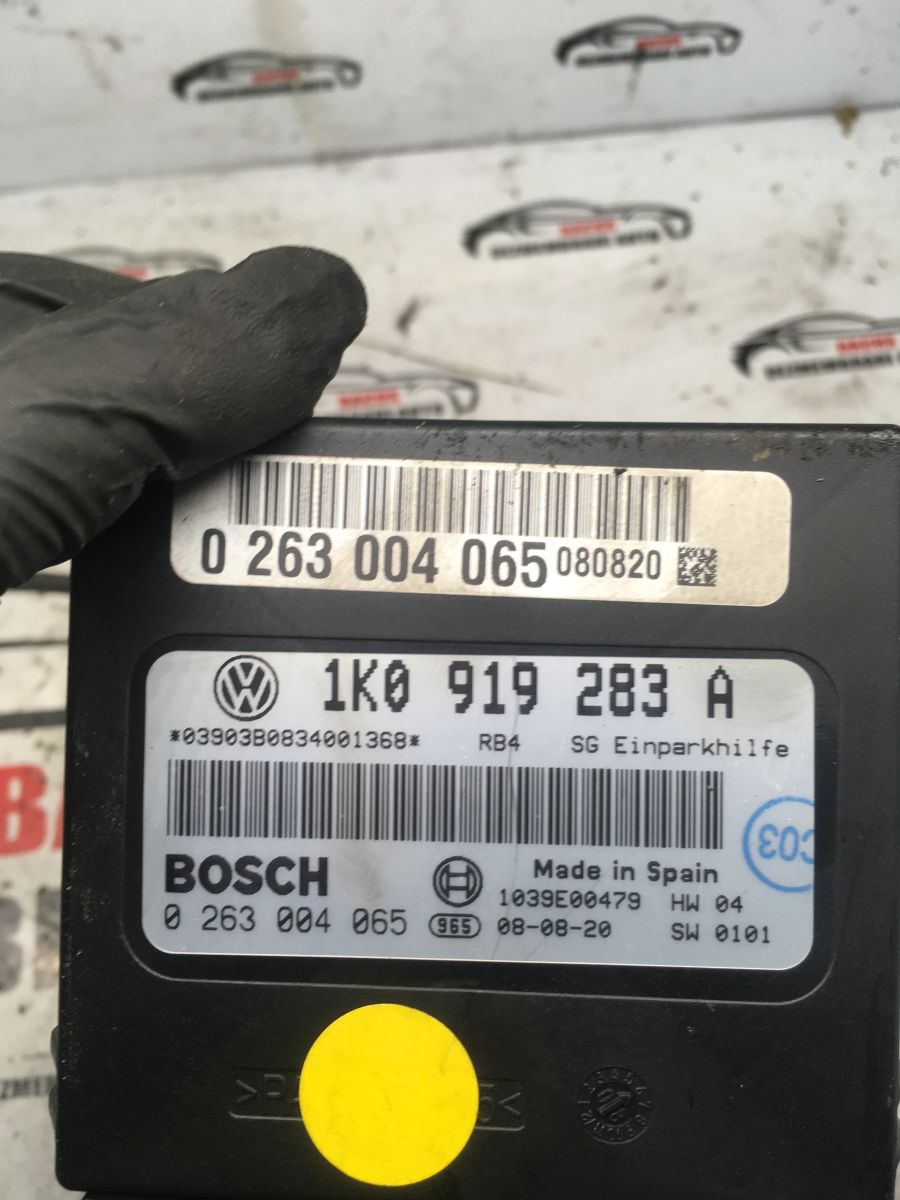 0 263 004 065 080820
1K0 919 283 A
*03903B0834001368* RB4 SG Einparkhilfe
C03
BOSCH Made in Spain
1039E00479 HW 04
0 263 004 065 965 08-08-20 SW 0101